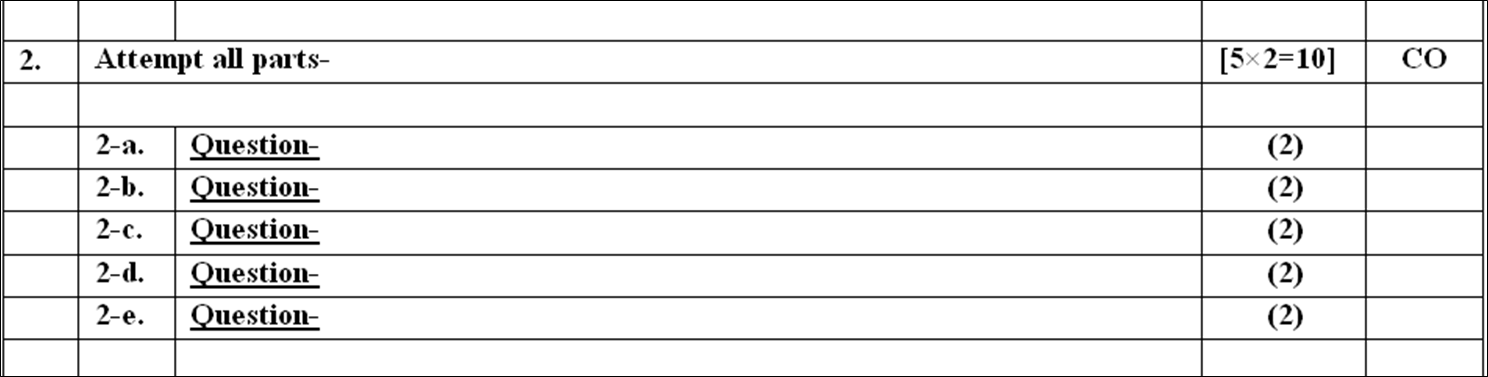 2. Attempt all parts- [5×2=10] CO
2-a. Question- (2)
2-b. Question- (2)
2-c. Question- (2)
2-d. Question- (2)
2-e. Question- (2)